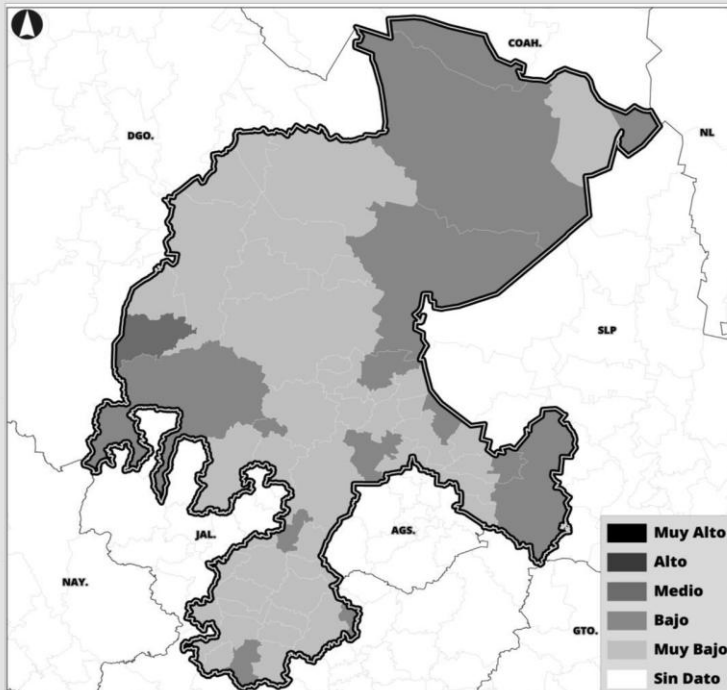 COAH.
DGO.
NL
SLP
JAL.
AGS.
NAY.
GTO.
Muy Alto
Alto
Medio
Bajo
Muy Bajo
Sin Dato